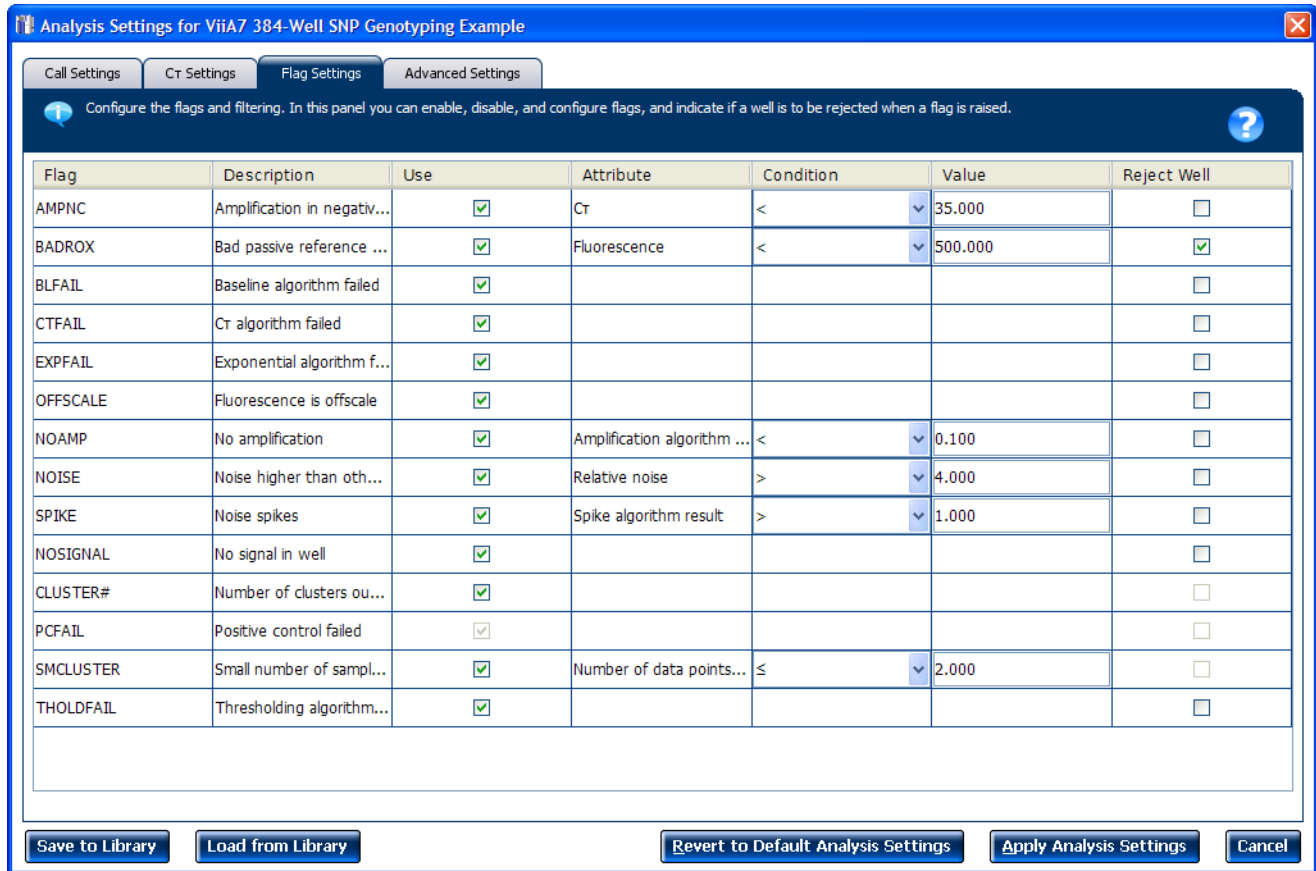 Analysis Settings for ViiA7 384-Well SNP Genotyping Example
Call Settings Cᴛ Settings Flag Settings Advanced Settings
Configure the flags and filtering. In this panel you can enable, disable, and configure flags, and indicate if a well is to be rejected when a flag is raised.
Flag Description Use Attribute Condition Value Reject Well
AMPNC Amplification in negativ... Cᴛ < 35.000
BADROX Bad passive reference ... Fluorescence < 500.000
BLFAIL Baseline algorithm failed
CTFAIL Cᴛ algorithm failed
EXPFAIL Exponential algorithm f...
OFFSCALE Fluorescence is offscale
NOAMP No amplification Amplification algorithm ... < 0.100
NOISE Noise higher than oth... Relative noise > 4.000
SPIKE Noise spikes Spike algorithm result > 1.000
NOSIGNAL No signal in well
CLUSTER# Number of clusters ou...
PCFAIL Positive control failed
SMCLUSTER Small number of sampl... Number of data points... ≤ 2.000
THOLDFAIL Thresholding algorithm...
Save to Library Load from Library Revert to Default Analysis Settings Apply Analysis Settings Cancel